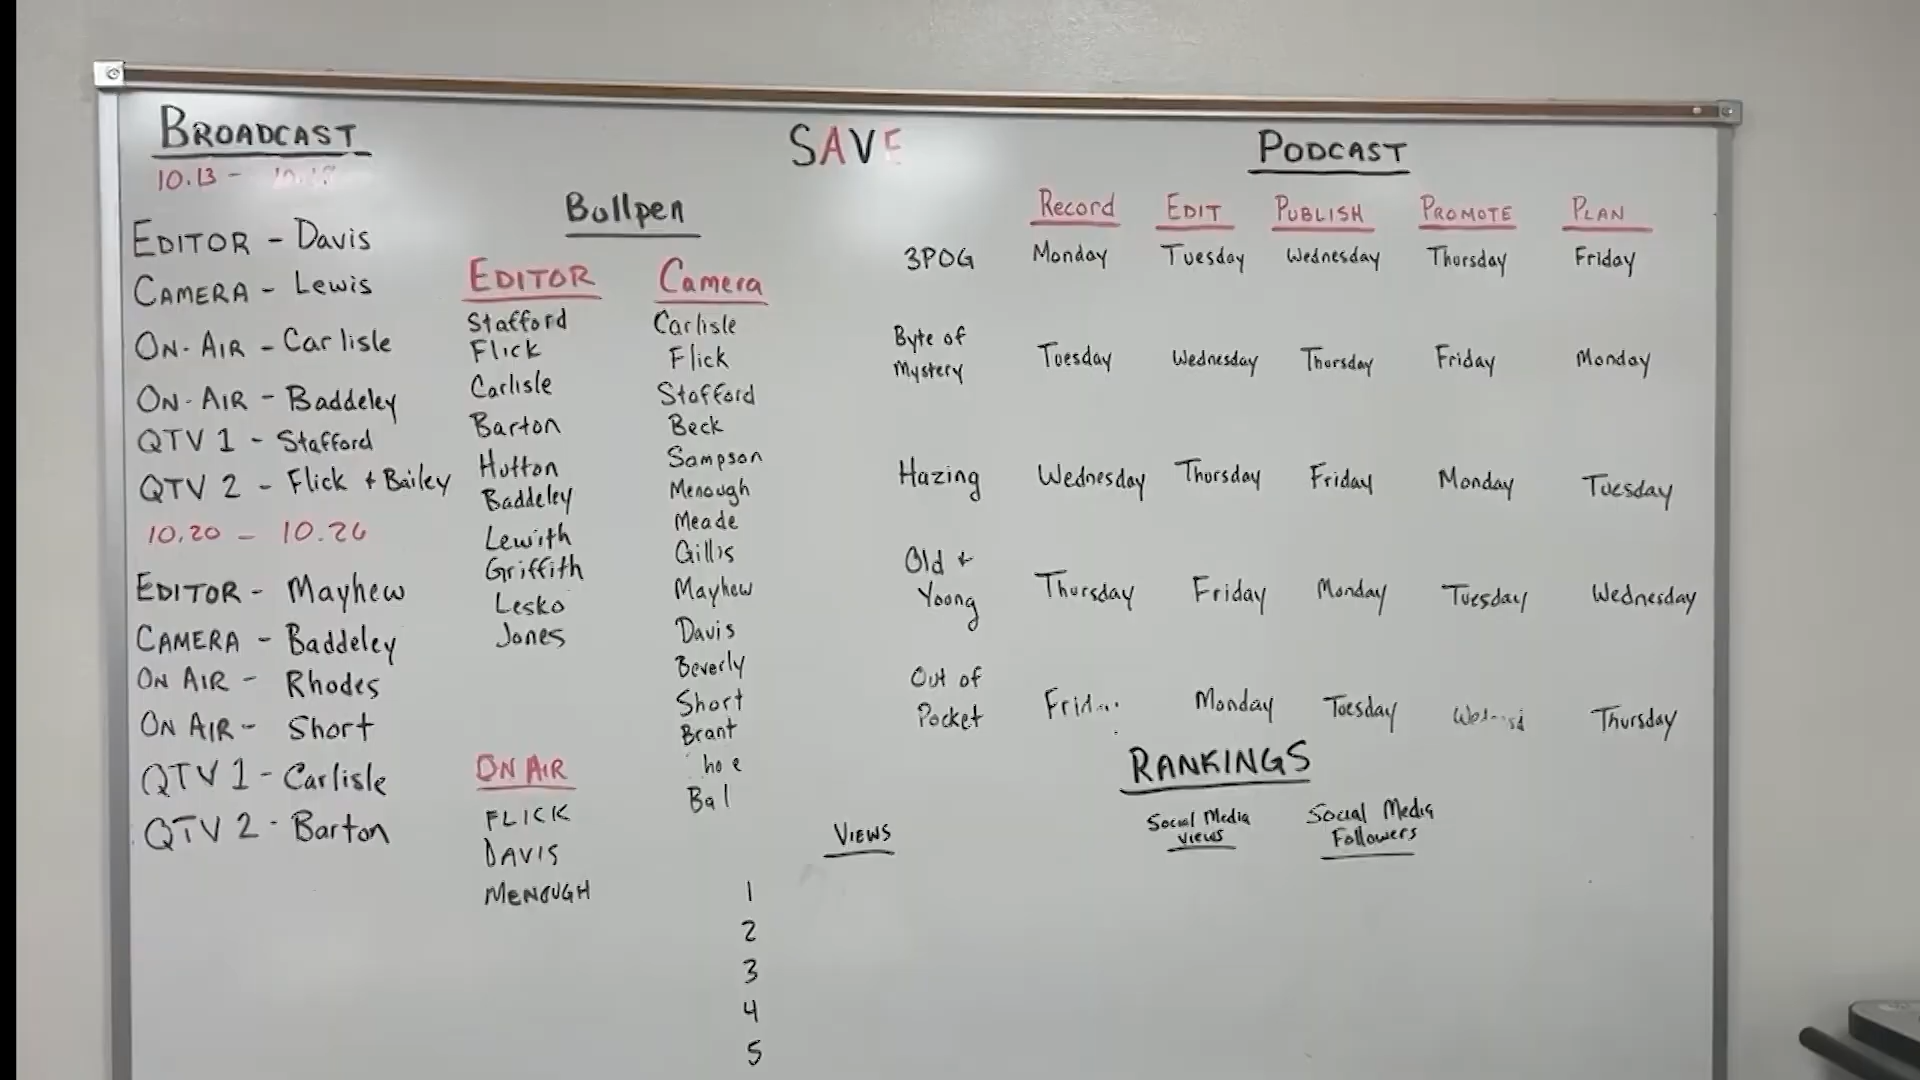 BROADCAST
10.13 -
EDITOR - Davis
CAMERA - Lewis
ON-AIR - Carlisle
ON-AIR - Baddeley
QTV 1 - Stafford
QTV 2 - Flick + Bailey
10.20 - 10.26
EDITOR - Mayhew
CAMERA - Baddeley
ON AIR - Rhodes
ON AIR - Short
QTV 1 - Carlisle
QTV 2 - Barton
SAVE
Bullpen
EDITOR
Stafford
Flick
Carlisle
Barton
Hutton
Baddeley
Lewith
Griffith
Lesko
Jones
Camera
Carlisle
Flick
Stafford
Beck
Sampson
Menough
Meade
Gillis
Mayhew
Davis
Beverly
Short
Brant
ON AIR
FLICK
DAVIS
MENOUGH
PODCAST
Record EDIT PUBLISH PROMOTE PLAN
3POG Monday Tuesday Wednesday Thursday Friday
Byte of
Mystery Tuesday Wednesday Thursday Friday Monday
Hazing Wednesday Thursday Friday Monday Tuesday
Old +
Young Thursday Friday Monday Tuesday Wednesday
Out of
Pocket Monday Tuesday Thursday
RANKINGS
VIEWS
Social Media
Views
Social Media
Followers
1
2
3
4
5